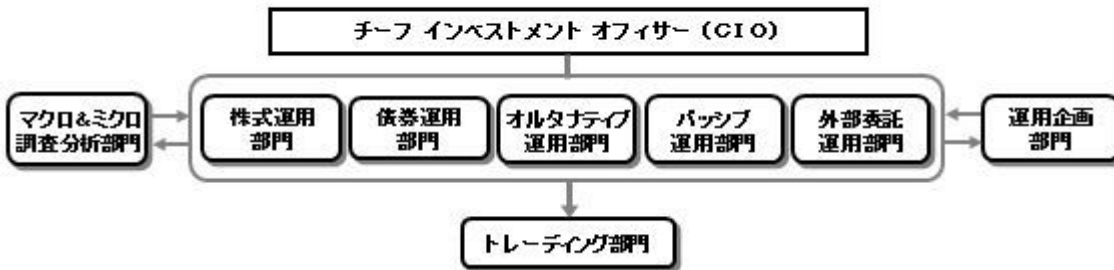 チーフ インベストメント オフィサー (CIO)
マクロ&ミクロ
調査分析部門
株式運用
部門
債券運用
部門
オルタナティブ
運用部門
パッシブ
運用部門
外部委託
運用部門
運用企画
部門
トレーディング部門